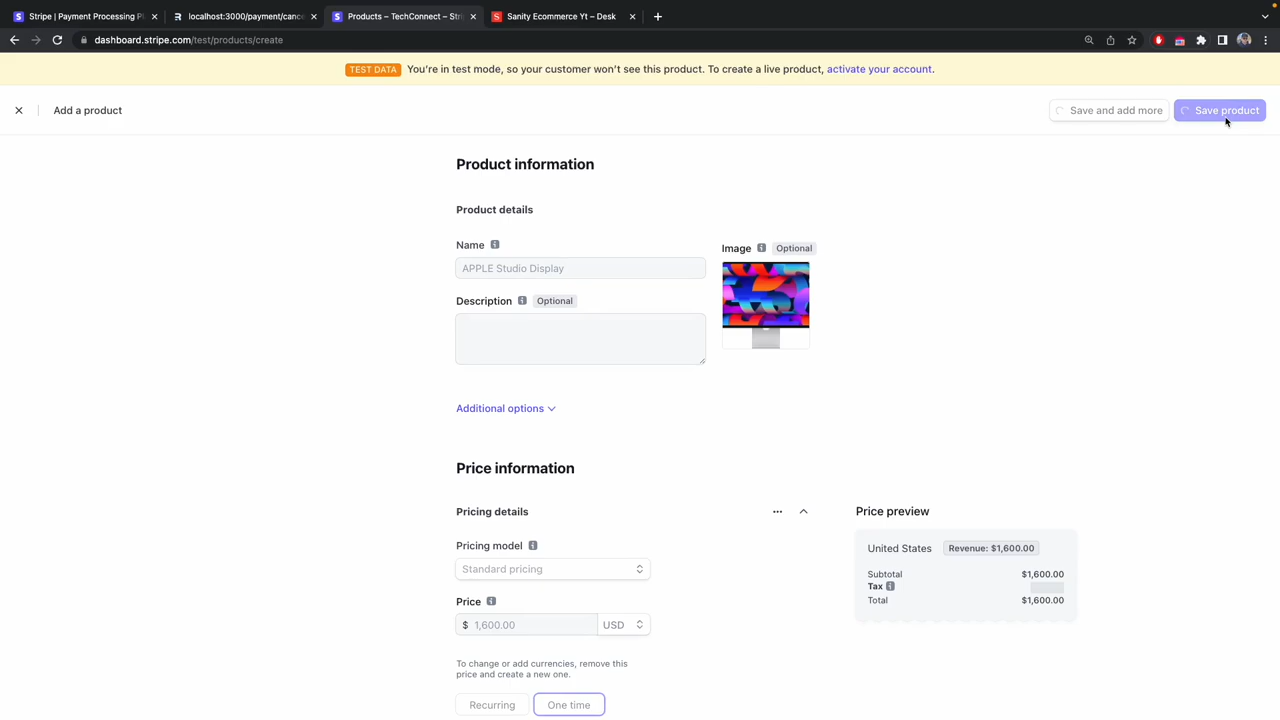 Stripe | Payment Processing Pl
localhost:3000/payment/cance
Products – TechConnect – Stri
Sanity Ecommerce Yt – Desk
dashboard.stripe.com/test/products/create
TEST DATA You're in test mode, so your customer won't see this product. To create a live product, activate your account.
Add a product
Save and add more
Save product
Product information
Product details
Name
Image Optional
APPLE Studio Display
Description Optional
Additional options
Price information
Pricing details
Price preview
Pricing model
United States Revenue: $1,600.00
Standard pricing
Subtotal $1,600.00
Tax
Total $1,600.00
Price
$ 1,600.00 USD
To change or add currencies, remove this
price and create a new one.
Recurring One time